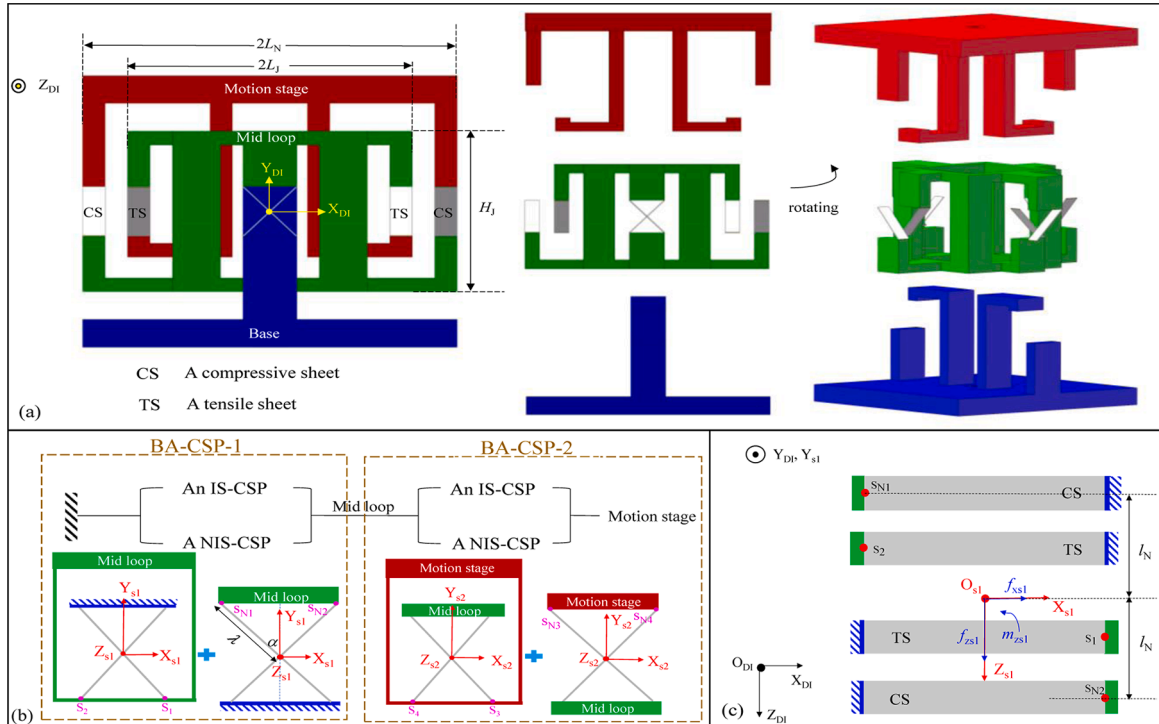 2L_N
2L_J
Z_DI
Motion stage
Mid loop
Y_DI
X_DI
H_J
CS
TS
TS
CS
Base
CS A compressive sheet
TS A tensile sheet
(a)
rotating
BA-CSP-1
BA-CSP-2
An IS-CSP
A NIS-CSP
Mid loop
An IS-CSP
A NIS-CSP
Motion stage
Mid loop
Y_s1
X_s1
Z_s1
S_2
S_1
Mid loop
S_N1
S_N2
Y_s1
λ
α
X_s1
Z_s1
Motion stage
Y_s2
Mid loop
X_s2
Z_s2
S_4
S_3
Motion stage
S_N3
S_N4
Y_s2
X_s2
Z_s2
Mid loop
(b)
Y_DI, Y_s1
S_N1
CS
S_2
TS
l_N
O_s1
f_xs1
X_s1
f_zs1
m_zs1
TS
S_1
Z_s1
l_N
CS
S_N2
O_DI
X_DI
Z_DI
(c)